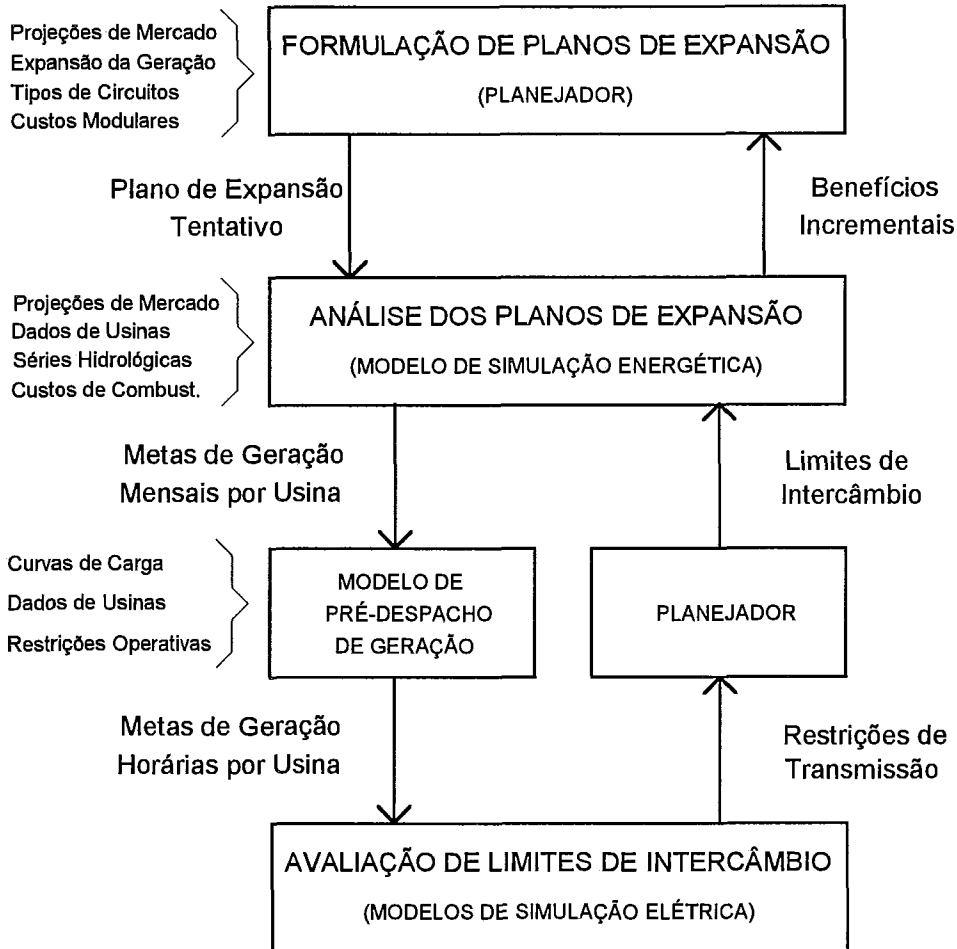 Projeções de Mercado
Expansão da Geração
Tipos de Circuitos
Custos Modulares
FORMULAÇÃO DE PLANOS DE EXPANSÃO
(PLANEJADOR)
Plano de Expansão
Tentativo
Benefícios
Incrementais
Projeções de Mercado
Dados de Usinas
Séries Hidrológicas
Custos de Combust.
ANÁLISE DOS PLANOS DE EXPANSÃO
(MODELO DE SIMULAÇÃO ENERGÉTICA)
Metas de Geração
Mensais por Usina
Limites de
Intercâmbio
Curvas de Carga
Dados de Usinas
Restrições Operativas
MODELO DE
PRÉ-DESPACHO
DE GERAÇÃO
PLANEJADOR
Metas de Geração
Horárias por Usina
Restrições de
Transmissão
AVALIAÇÃO DE LIMITES DE INTERCÂMBIO
(MODELOS DE SIMULAÇÃO ELÉTRICA)